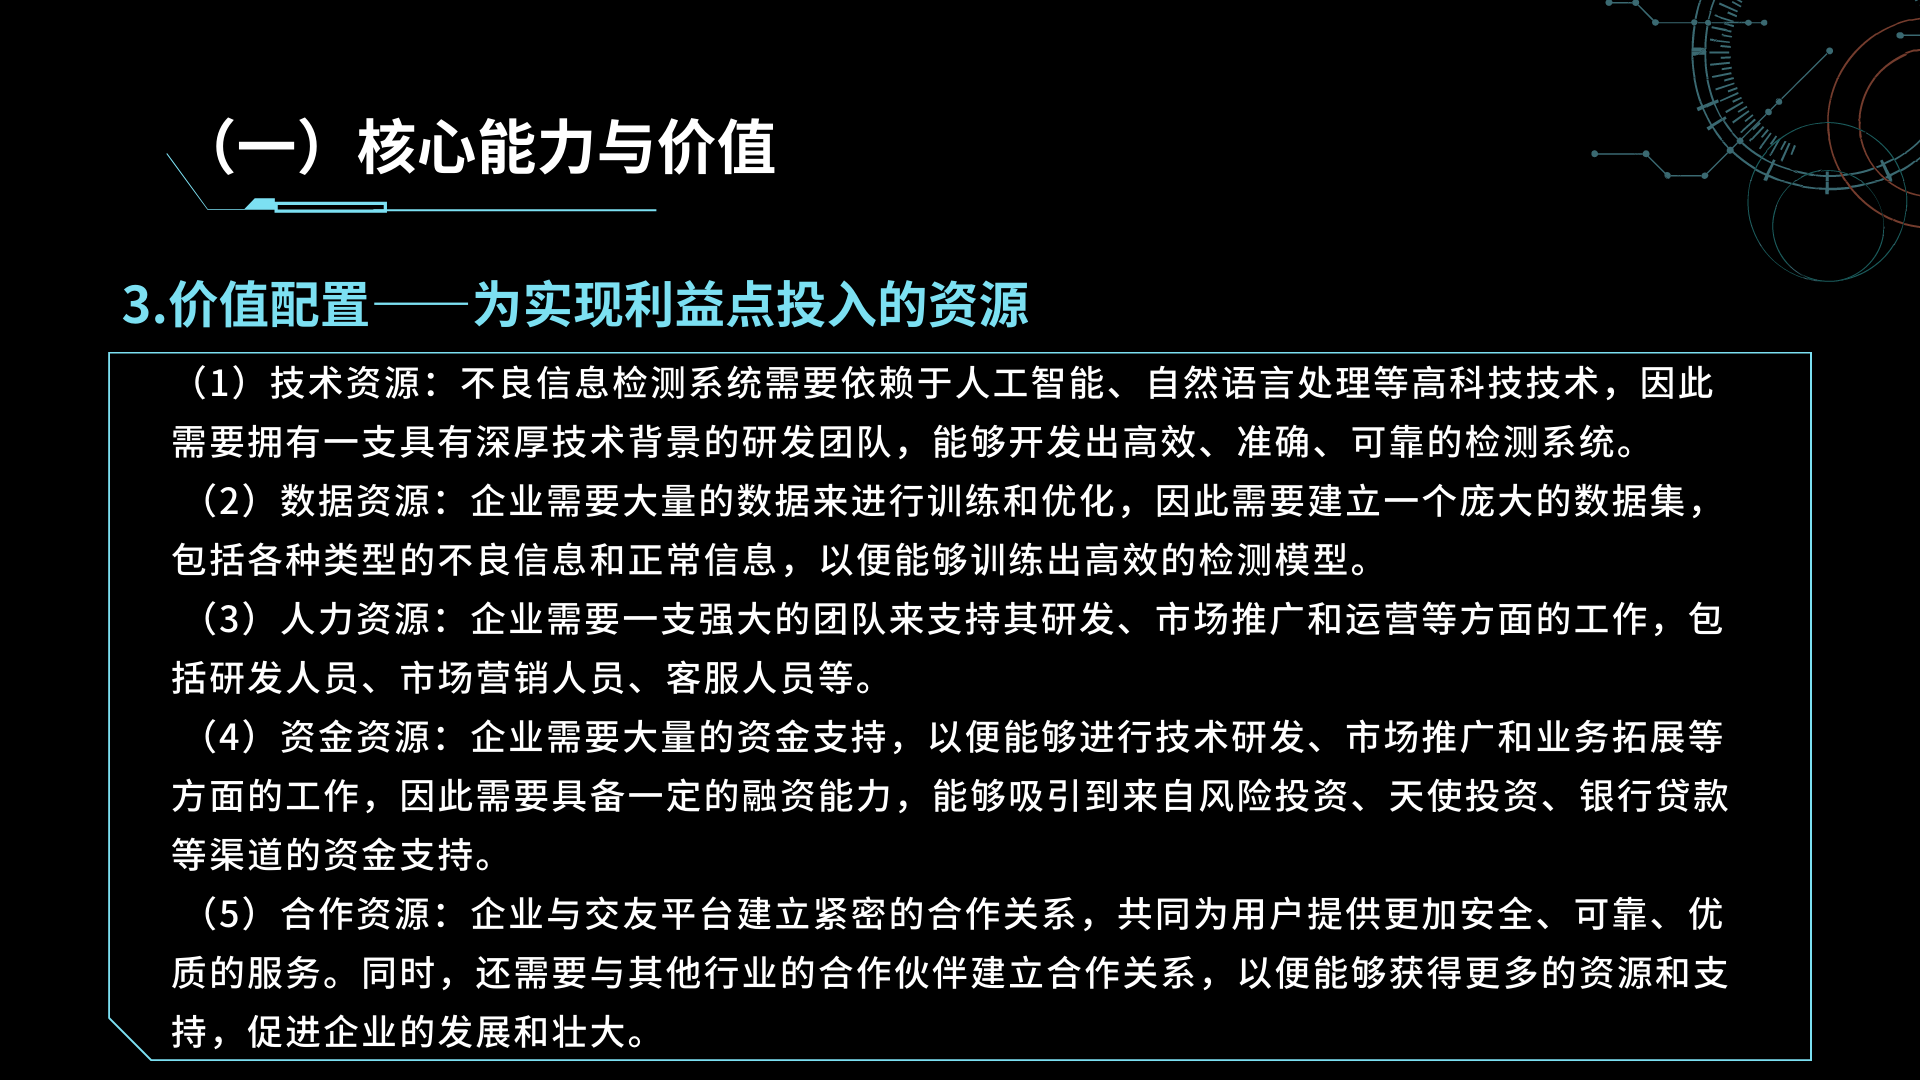 （一）核心能力与价值
3.价值配置——为实现利益点投入的资源
（1）技术资源：不良信息检测系统需要依赖于人工智能、自然语言处理等高科技技术，因此
需要拥有一支具有深厚技术背景的研发团队，能够开发出高效、准确、可靠的检测系统。
（2）数据资源：企业需要大量的数据来进行训练和优化，因此需要建立一个庞大的数据集，
包括各种类型的不良信息和正常信息，以便能够训练出高效的检测模型。
（3）人力资源：企业需要一支强大的团队来支持其研发、市场推广和运营等方面的工作，包
括研发人员、市场营销人员、客服人员等。
（4）资金资源：企业需要大量的资金支持，以便能够进行技术研发、市场推广和业务拓展等
方面的工作，因此需要具备一定的融资能力，能够吸引到来自风险投资、天使投资、银行贷款
等渠道的资金支持。
（5）合作资源：企业与交友平台建立紧密的合作关系，共同为用户提供更加安全、可靠、优
质的服务。同时，还需要与其他行业的合作伙伴建立合作关系，以便能够获得更多的资源和支
持，促进企业的发展和壮大。